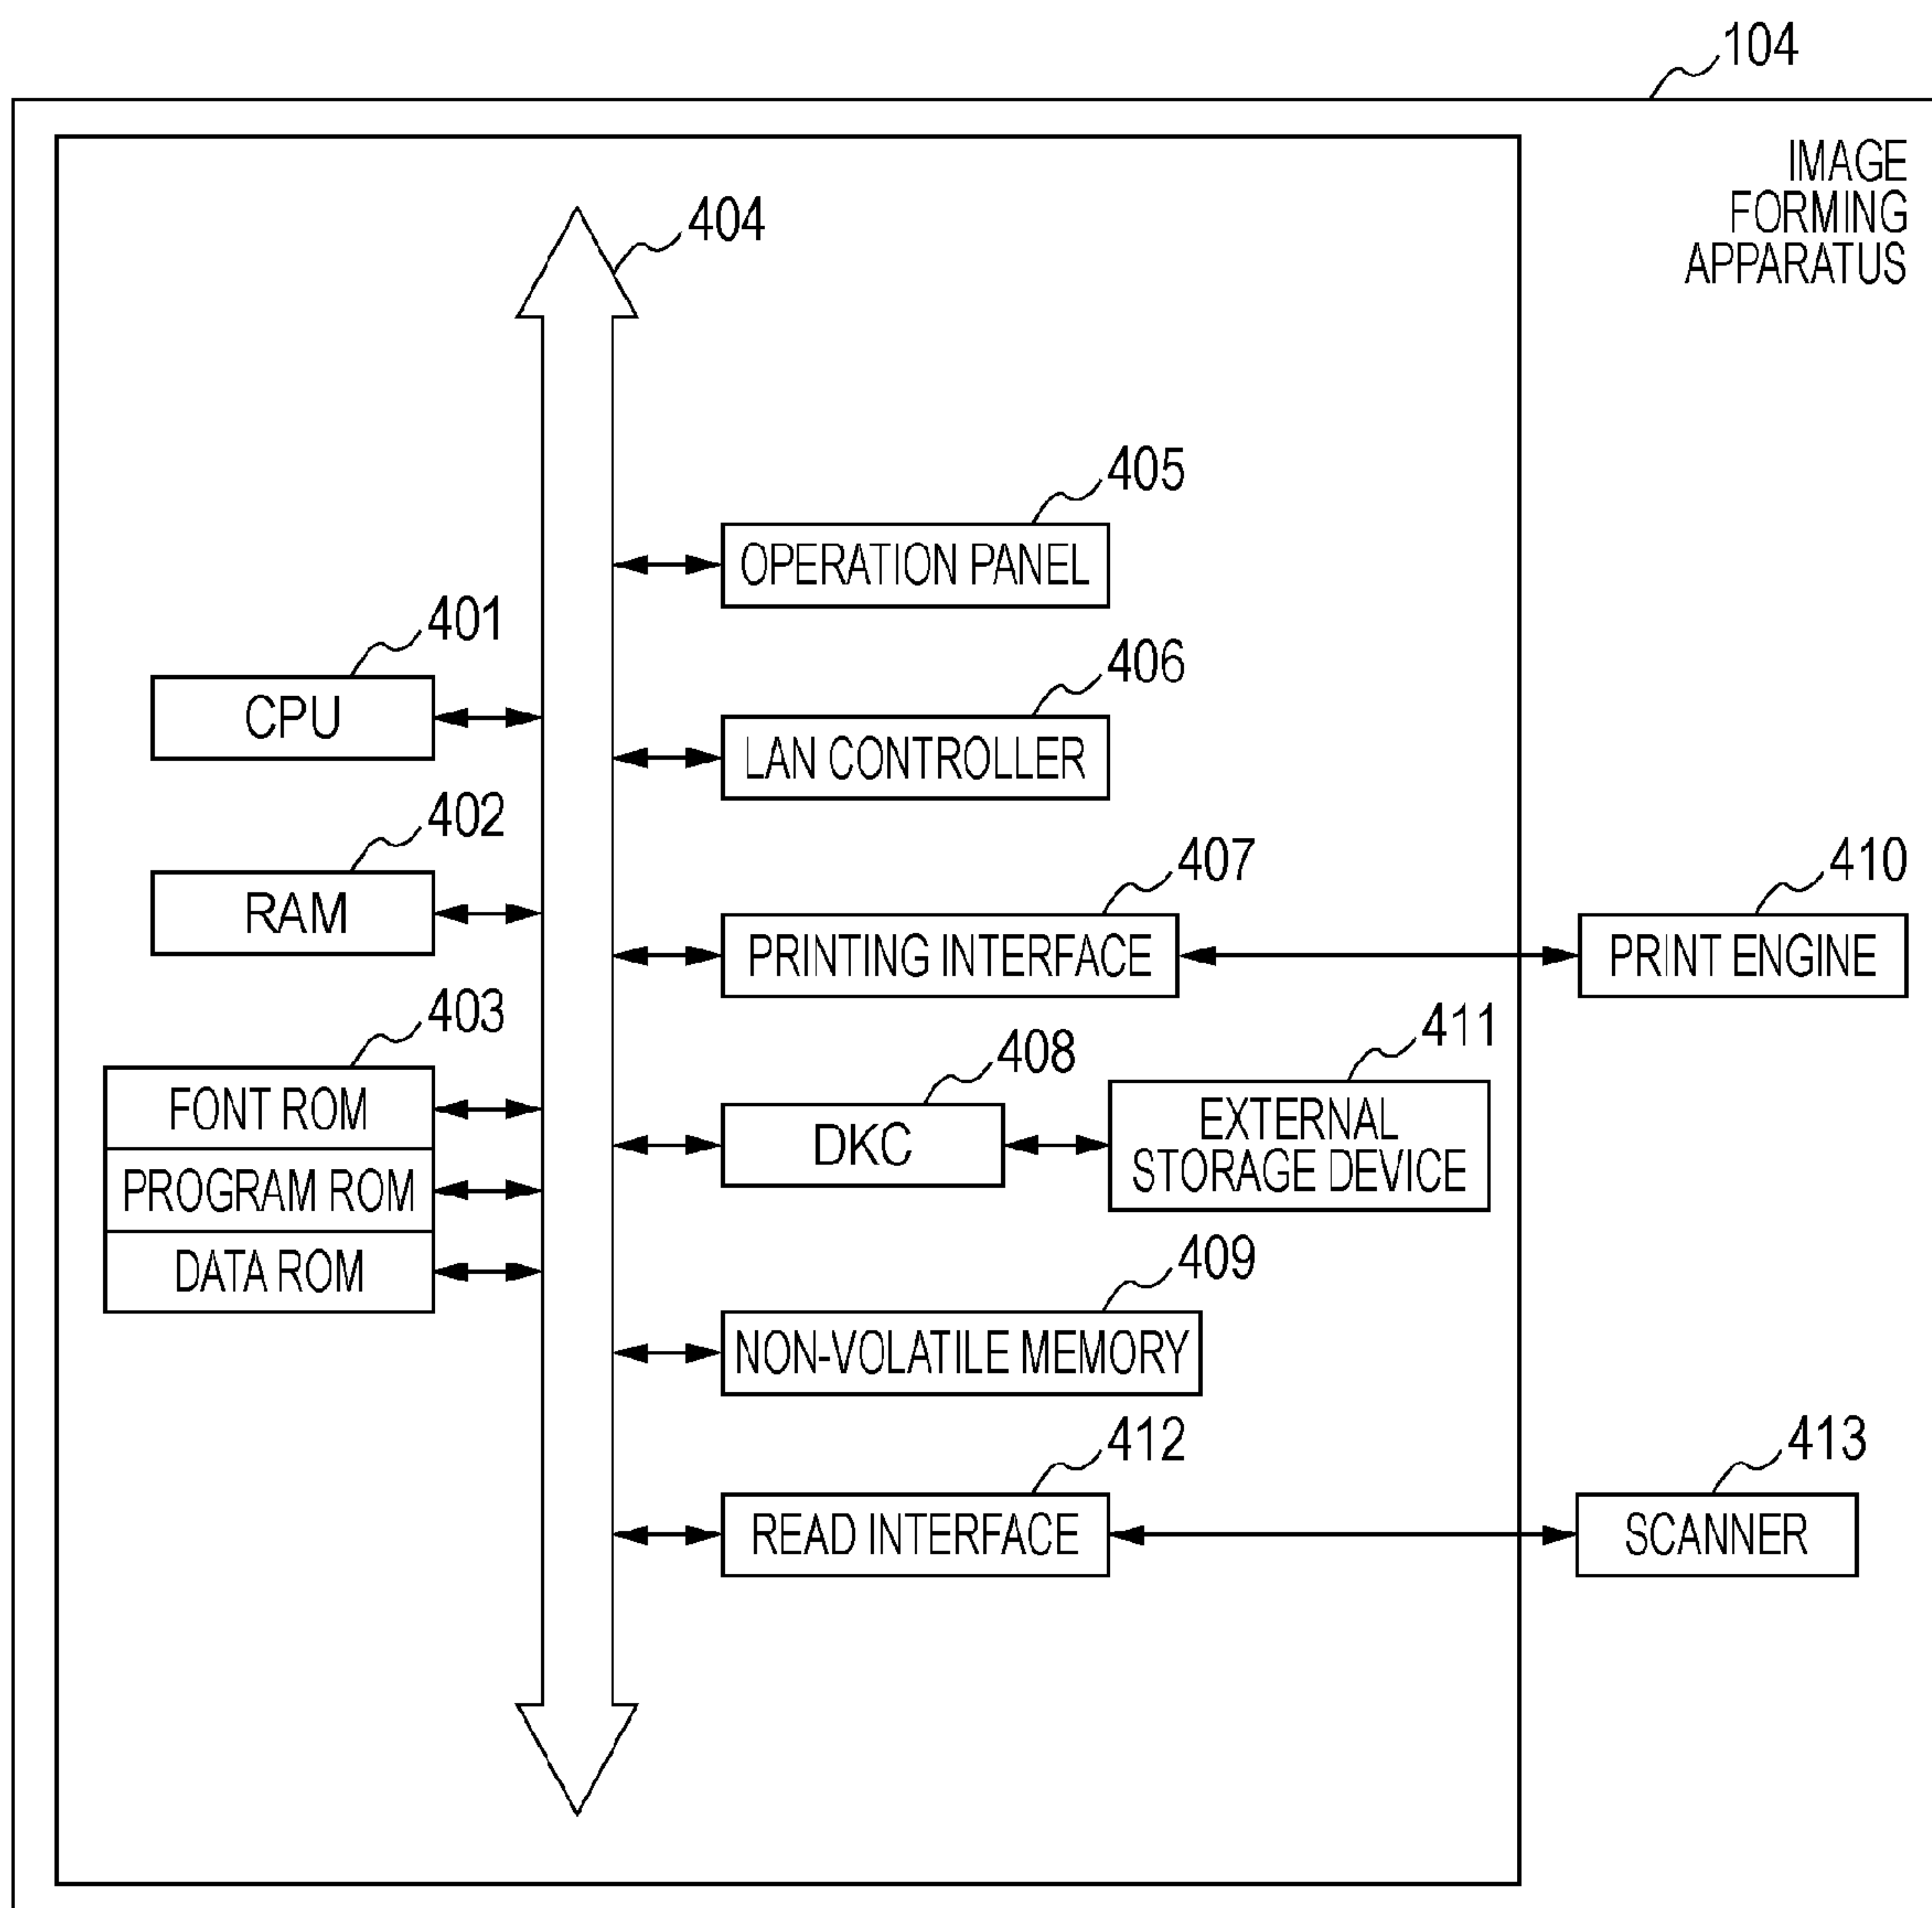 104
IMAGE
FORMING
APPARATUS
404
405
OPERATION PANEL
401
CPU
406
LAN CONTROLLER
402
RAM
407
PRINTING INTERFACE
410
PRINT ENGINE
403
FONT ROM
PROGRAM ROM
DATA ROM
408
DKC
411
EXTERNAL
STORAGE DEVICE
409
NON-VOLATILE MEMORY
412
READ INTERFACE
413
SCANNER